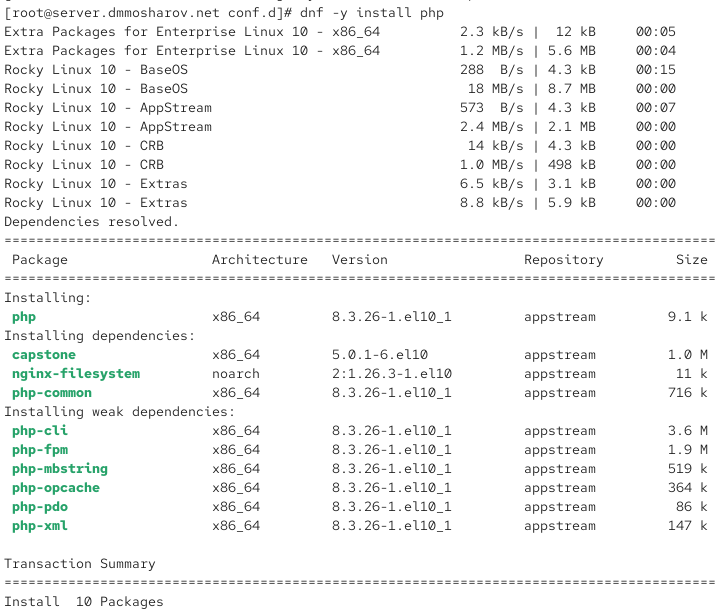 [root@server.dmmosharov.net conf.d]# dnf -y install php
Extra Packages for Enterprise Linux 10 - x86_64          2.3 kB/s |  12 kB     00:05
Extra Packages for Enterprise Linux 10 - x86_64          1.2 MB/s | 5.6 MB     00:04
Rocky Linux 10 - BaseOS                                  288  B/s | 4.3 kB     00:15
Rocky Linux 10 - BaseOS                                   18 MB/s | 8.7 MB     00:00
Rocky Linux 10 - AppStream                               573  B/s | 4.3 kB     00:07
Rocky Linux 10 - AppStream                               2.4 MB/s | 2.1 MB     00:00
Rocky Linux 10 - CRB                                      14 kB/s | 4.3 kB     00:00
Rocky Linux 10 - CRB                                     1.0 MB/s | 498 kB     00:00
Rocky Linux 10 - Extras                                  6.5 kB/s | 3.1 kB     00:00
Rocky Linux 10 - Extras                                  8.8 kB/s | 5.9 kB     00:00
Dependencies resolved.
=========================================================================================
 Package                  Architecture   Version                 Repository         Size
=========================================================================================
Installing:
 php                      x86_64         8.3.26-1.el10_1         appstream         9.1 k
Installing dependencies:
 capstone                 x86_64         5.0.1-6.el10            appstream         1.0 M
 nginx-filesystem         noarch         2:1.26.3-1.el10         appstream          11 k
 php-common               x86_64         8.3.26-1.el10_1         appstream         716 k
Installing weak dependencies:
 php-cli                  x86_64         8.3.26-1.el10_1         appstream         3.6 M
 php-fpm                  x86_64         8.3.26-1.el10_1         appstream         1.9 M
 php-mbstring             x86_64         8.3.26-1.el10_1         appstream         519 k
 php-opcache              x86_64         8.3.26-1.el10_1         appstream         364 k
 php-pdo                  x86_64         8.3.26-1.el10_1         appstream          86 k
 php-xml                  x86_64         8.3.26-1.el10_1         appstream         147 k

Transaction Summary
=========================================================================================
Install  10 Packages